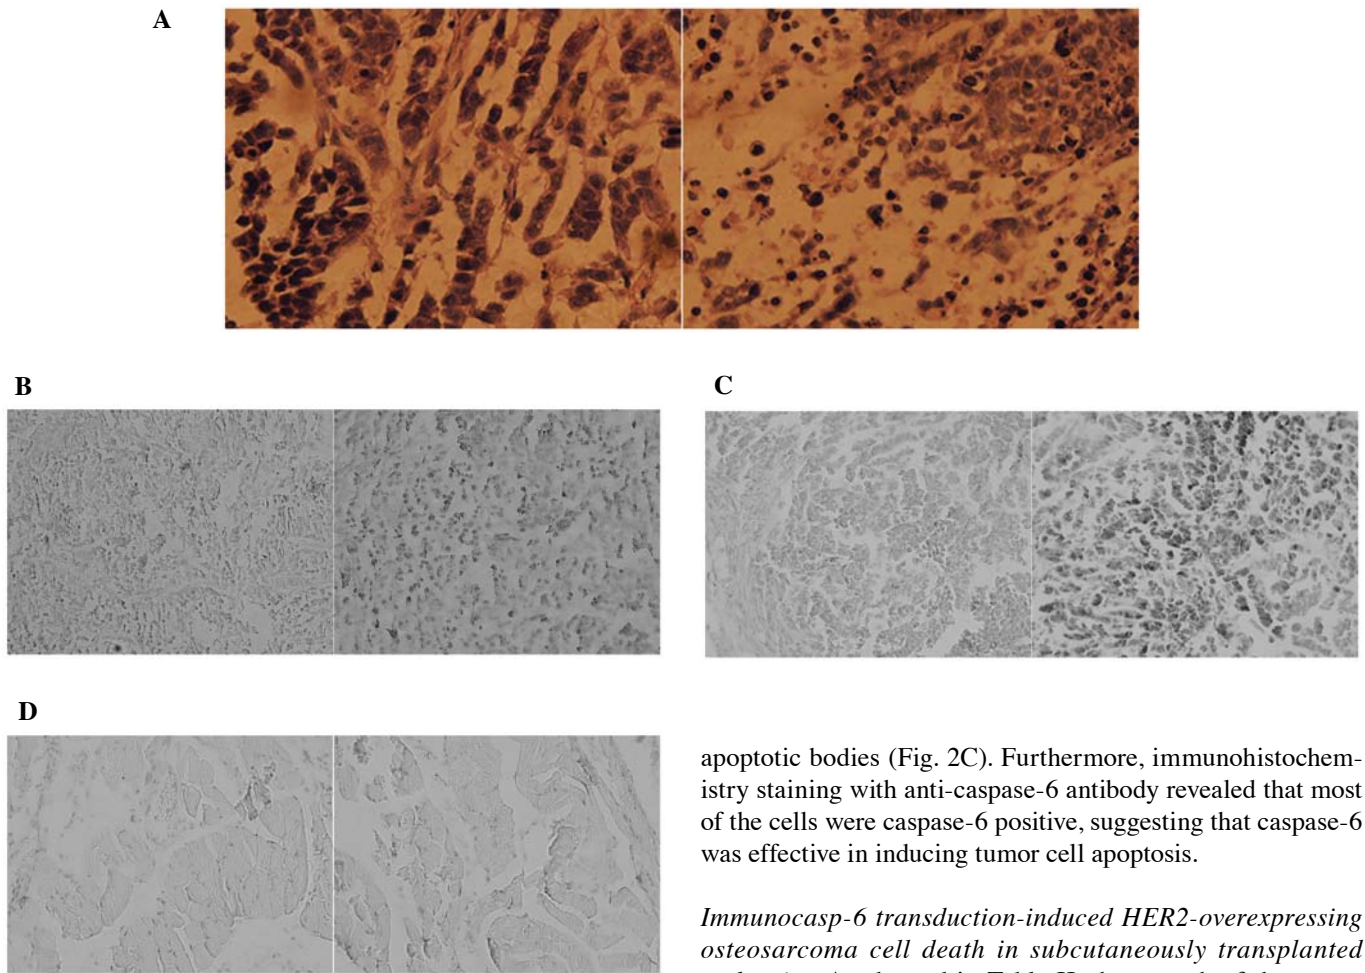 A
B
C
D
apoptotic bodies (Fig. 2C). Furthermore, immunohistochem-
istry staining with anti-caspase-6 antibody revealed that most
of the cells were caspase-6 positive, suggesting that caspase-6
was effective in inducing tumor cell apoptosis.
Immunocasp-6 transduction-induced HER2-overexpressing
osteosarcoma cell death in subcutaneously transplanted